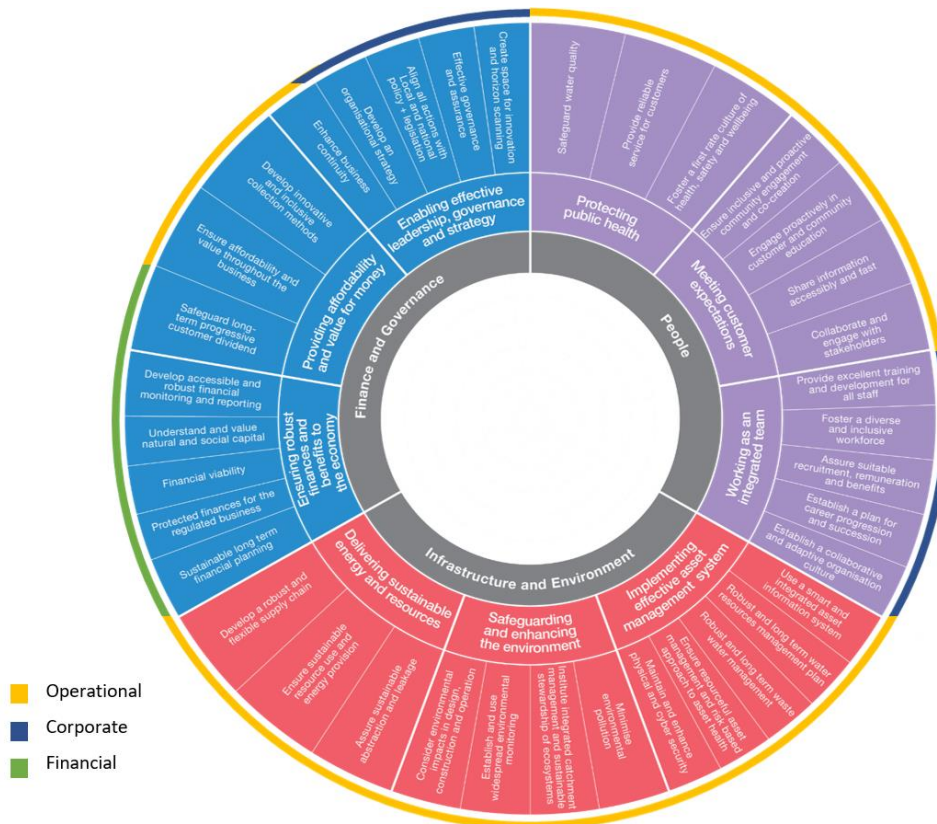 Create space for innovation
and horizon scanning
Effective governance
and assurance
Align all actions with
Local and national
policy + legislation
Develop an
organisational strategy
Enhance business
continuity
Enabling effective
leadership, governance
and strategy
Develop innovative
and inclusive
collection methods
Ensure affordability and
value throughout the
business
Safeguard long-
term progressive
customer dividend
Providing affordability
and value for money
Develop accessible and
robust financial
monitoring and reporting
Understand and value
natural and social capital
Financial viability
Protected finances for the
regulated business
Sustainable long term
financial planning
Ensuring robust
finances and
benefits to
the economy
Finance and Governance
Safeguard water quality
Provide reliable
service for customers
Foster a first rate culture of
health, safety and wellbeing
Protecting
public health
Ensure inclusive and proactive
community engagement
and co-creation
Engage proactively in
customer and community
education
Share information
accessibly and fast
Collaborate and
engage with
stakeholders
Meeting customer
expectations
Provide excellent training
and development for
all staff
Foster a diverse
and inclusive
workforce
Assure suitable
recruitment, remuneration
and benefits
Establish a plan for
career progression
and succession
Establish a collaborative
and adaptive organisation
culture
Working as an
integrated team
People
Use a smart and
integrated asset
information system
Robust and long term water
resources management plan
Robust and long term waste
water management
Ensure resourceful asset
management and risk based
approach to asset health
Maintain and enhance
physical and cyber security
Implementing
effective asset
management system
Minimise
environmental
pollution
Institute integrated catchment
management and sustainable
stewardship of ecosystems
Establish and use
widespread environmental
monitoring
Consider environmental
impacts in design,
construction and operation
Safeguarding
and enhancing
the environment
Assure sustainable
abstraction and leakage
Ensure sustainable
resource use and
energy provision
Develop a robust and
flexible supply chain
Delivering sustainable
energy and resources
Infrastructure and Environment
Operational
Corporate
Financial